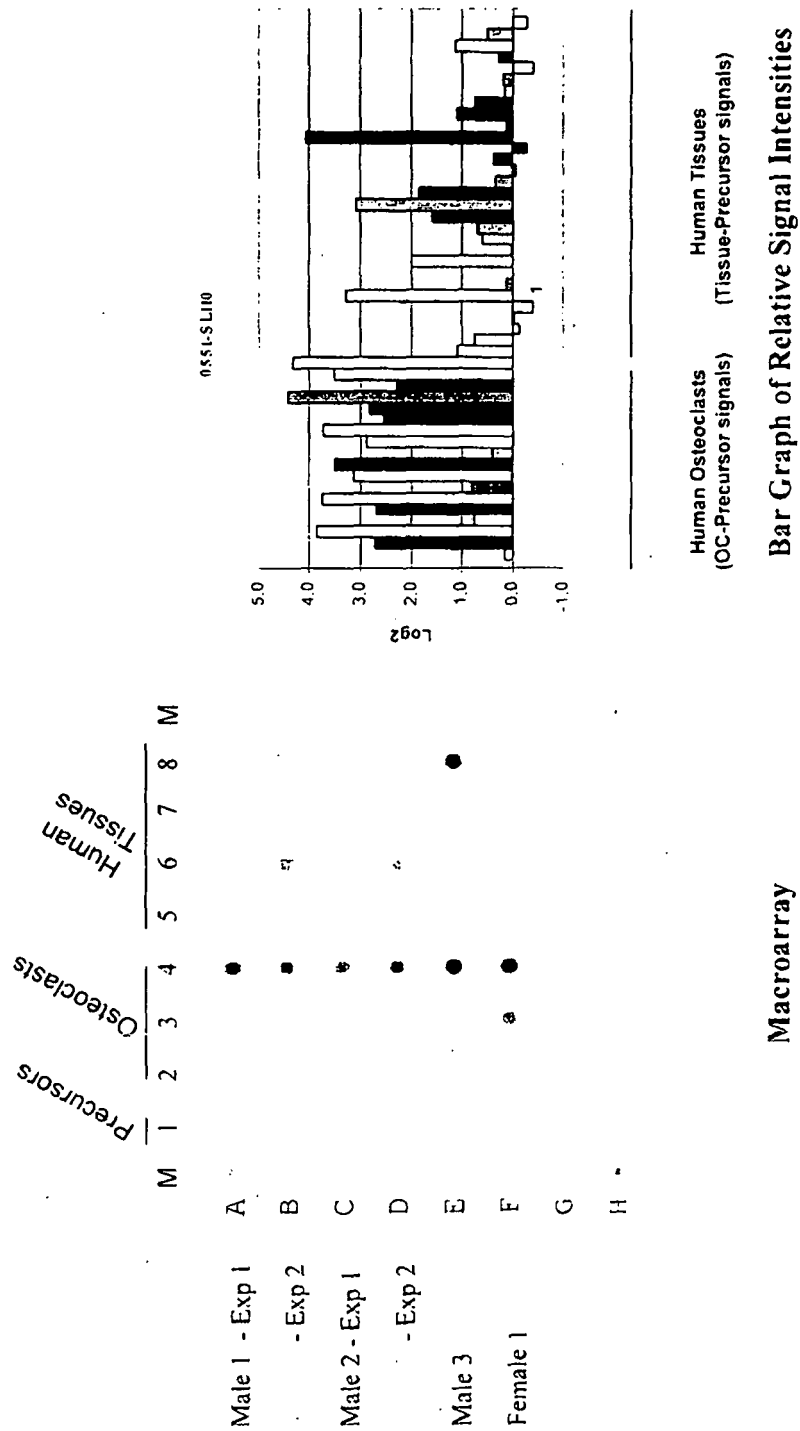 Precursors
Osteoclasts
Human
Tissues
M 1 2 3 4 5 6 7 8 M
Male 1 - Exp 1 A
- Exp 2 B
Male 2 - Exp 1 C
- Exp 2 D
Male 3 E
Female 1 F
G
H
Macroarray
Log2
5.0
4.0
3.0
2.0
1.0
0.0
-1.0
1
Human Osteoclasts
(OC-Precursor signals)
Human Tissues
(Tissue-Precursor signals)
Bar Graph of Relative Signal Intensities